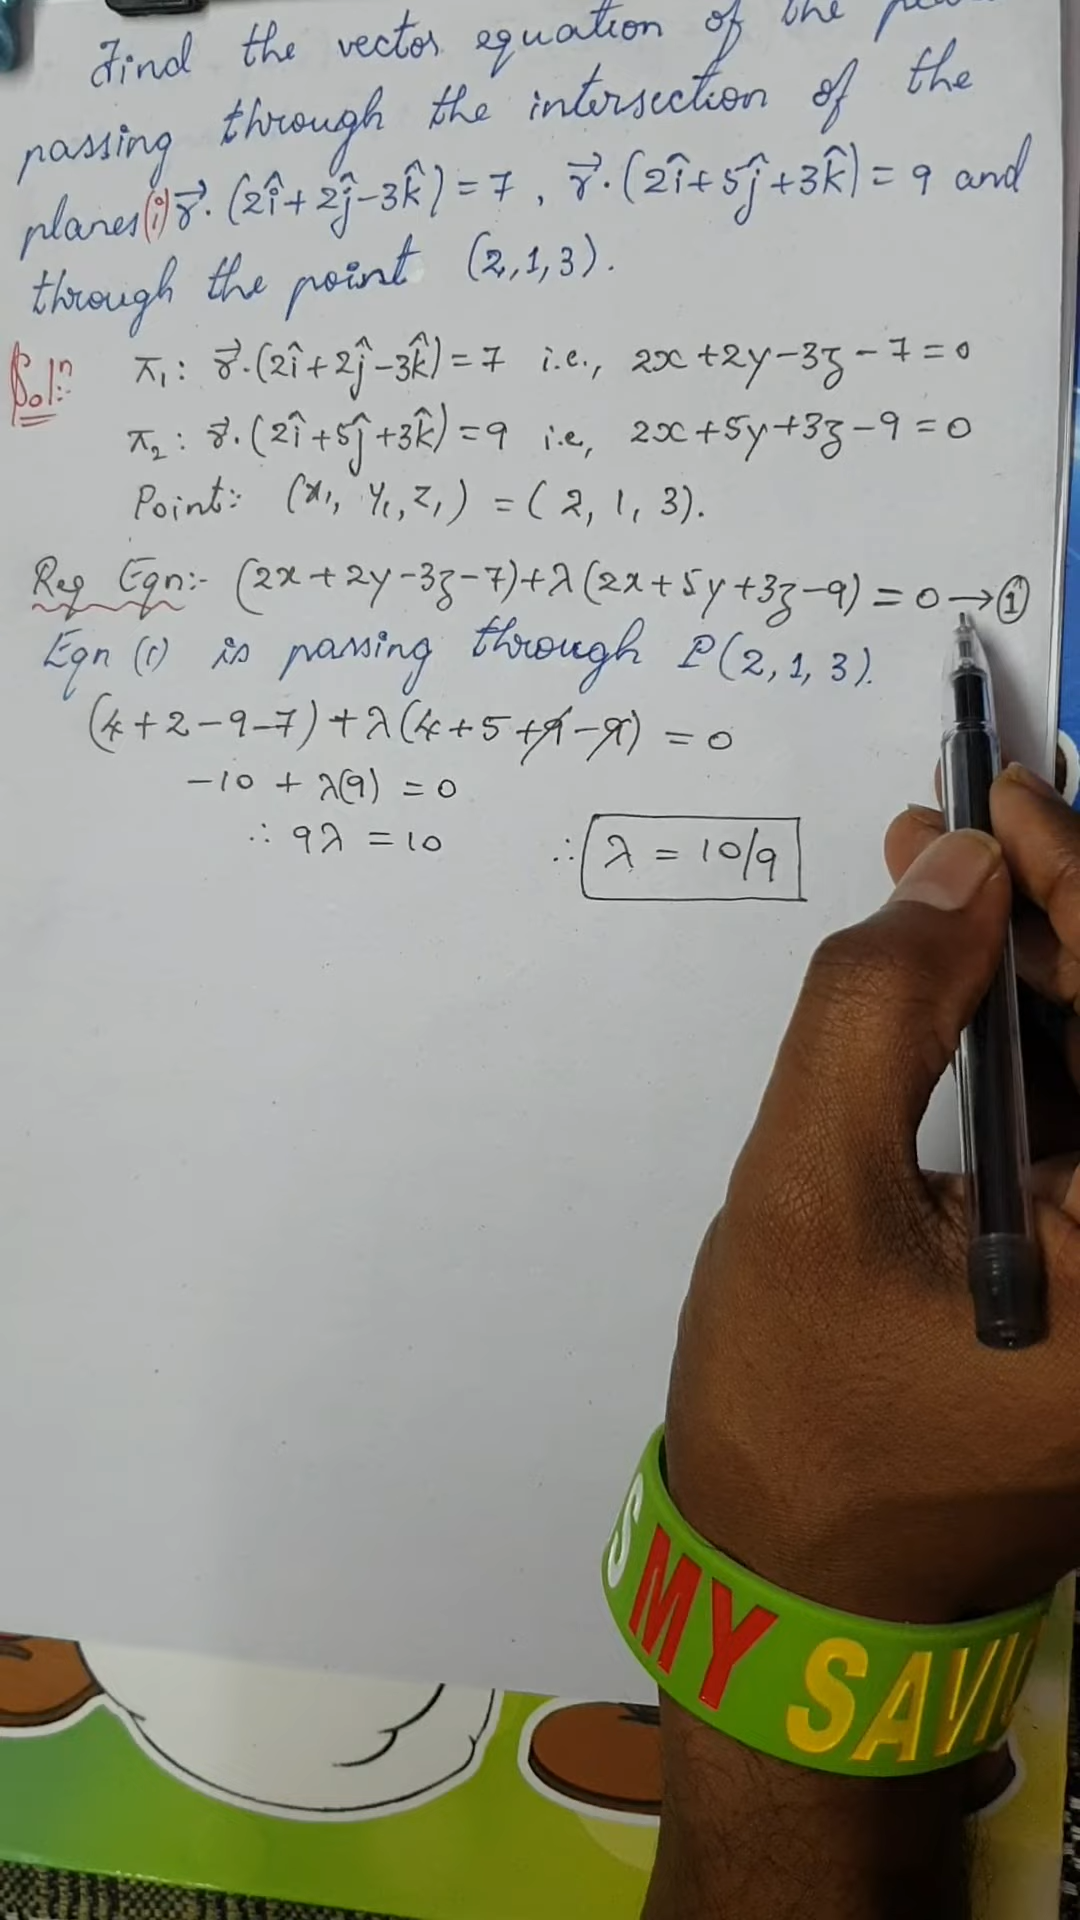 Find the vector equation of the
passing through the intersection of the
planes (i) r⃗.(2î+2ĵ-3k̂)=7, r⃗.(2î+5ĵ+3k̂)=9 and
through the point (2,1,3).
Soln:- π₁: r⃗.(2î+2ĵ-3k̂)=7 i.e., 2x+2y-3z-7=0
π₂: r⃗.(2î+5ĵ+3k̂)=9 i.e, 2x+5y+3z-9=0
Point:- (x₁, y₁, z₁) = (2, 1, 3).
Req Eqn:- (2x+2y-3z-7)+λ(2x+5y+3z-9)=0→①
Eqn (1) is passing through P(2,1,3).
(4+2-9-7)+λ(4+5+9-9)=0
-10+λ(9)=0
∴ 9λ=10 ∴ λ=10/9
S MY SAVI